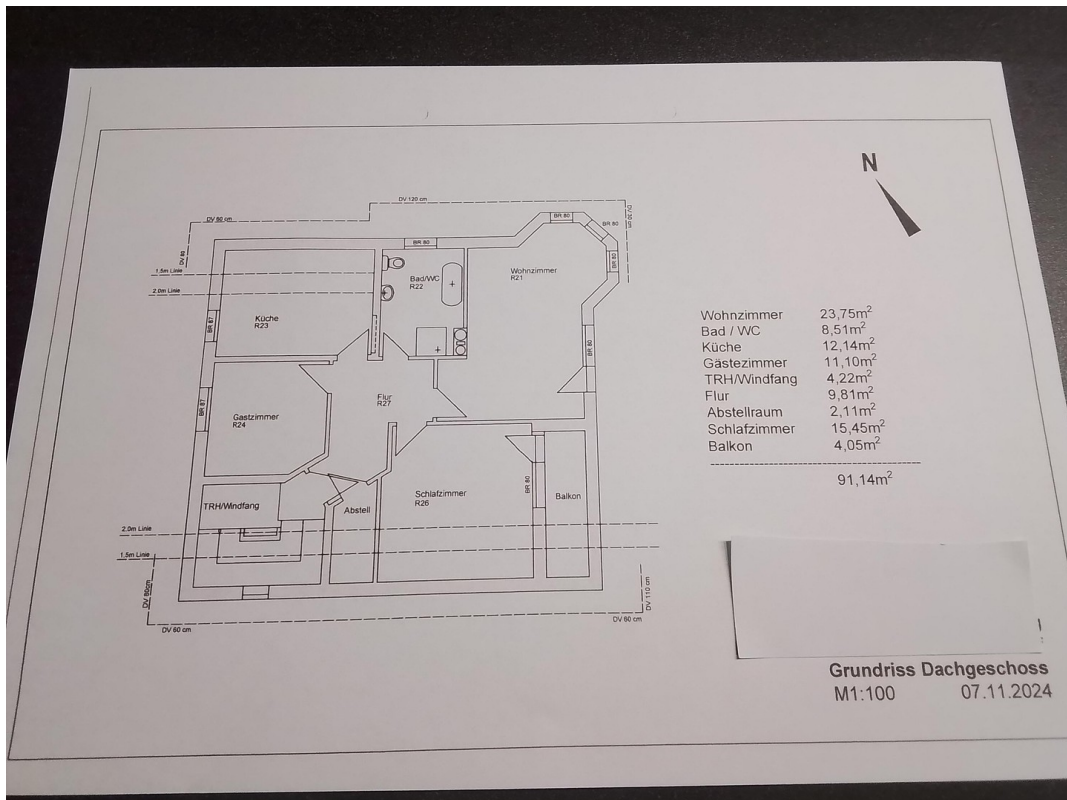 N
DV 120 cm
DV 80 cm
DV 80
BR 80
BR 80
BR 80
BR 80
1.5m Linie
2.0m Linie
Bad/WC
R22
Wohnzimmer
R21
Küche
R23
BR 87
BR 80
Gastzimmer
R24
BR 87
Flur
R27
Schlafzimmer
R26
BR 80
Balkon
TRH/Windfang
Abstell
2.0m Linie
1.5m Linie
DV 80cm
DV 60 cm
DV 110 cm
DV 80 cm
Wohnzimmer 23,75m²
Bad / WC 8,51m²
Küche 12,14m²
Gästezimmer 11,10m²
TRH/Windfang 4,22m²
Flur 9,81m²
Abstellraum 2,11m²
Schlafzimmer 15,45m²
Balkon 4,05m²
91,14m²
Grundriss Dachgeschoss
M1:100 07.11.2024